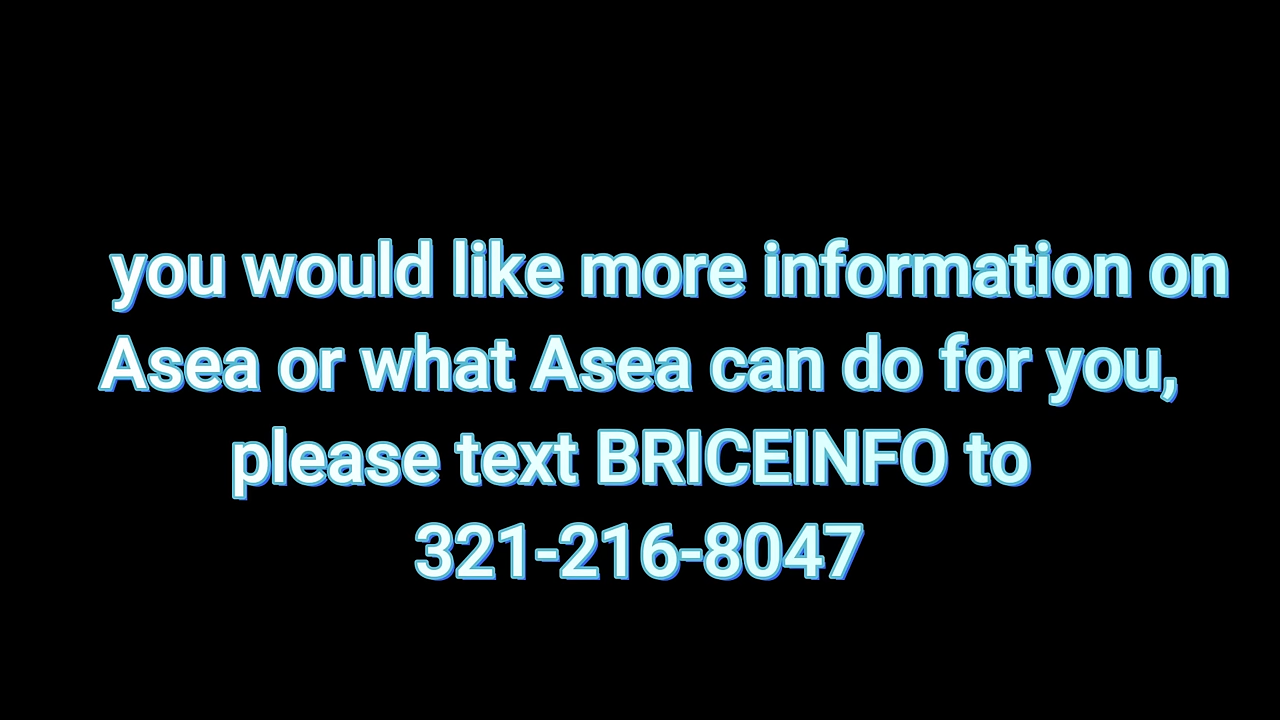 you would like more information on
Asea or what Asea can do for you,
please text BRICEINFO to
321-216-8047